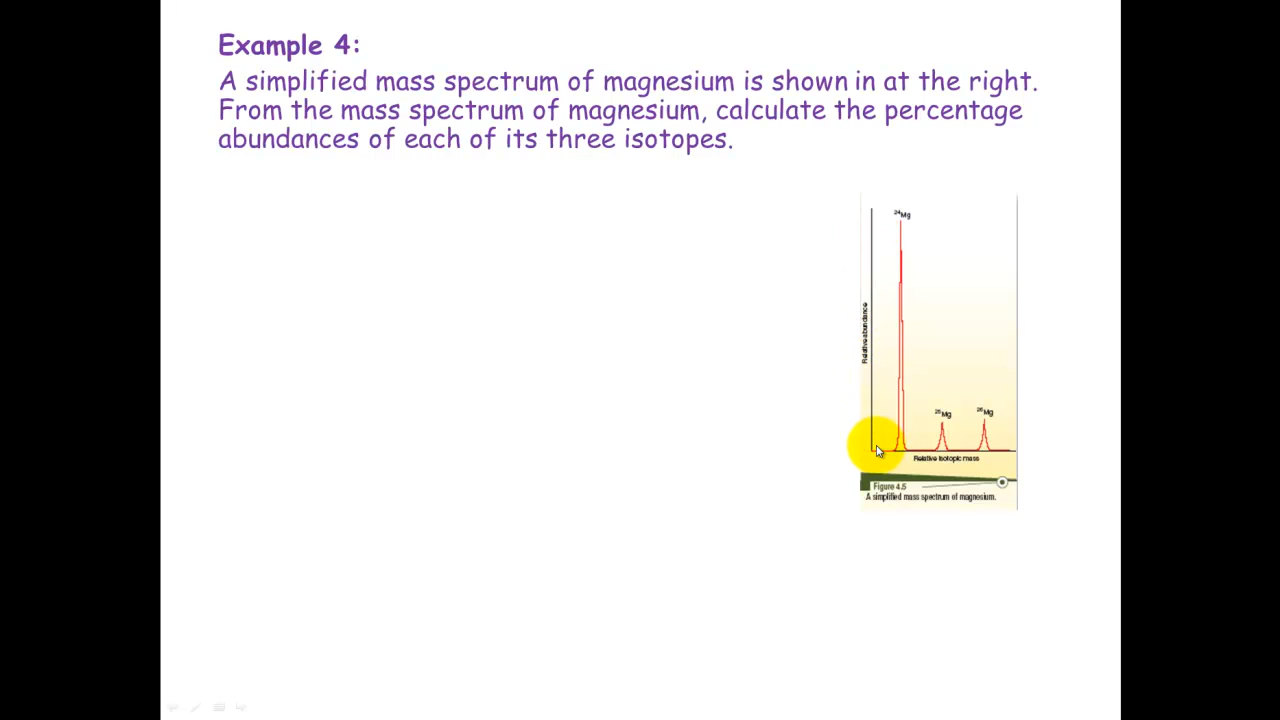 Example 4:
A simplified mass spectrum of magnesium is shown in at the right.
From the mass spectrum of magnesium, calculate the percentage
abundances of each of its three isotopes.
²⁴Mg
Relative abundance
²⁵Mg
²⁶Mg
Relative isotopic mass
Figure 4.5
A simplified mass spectrum of magnesium.